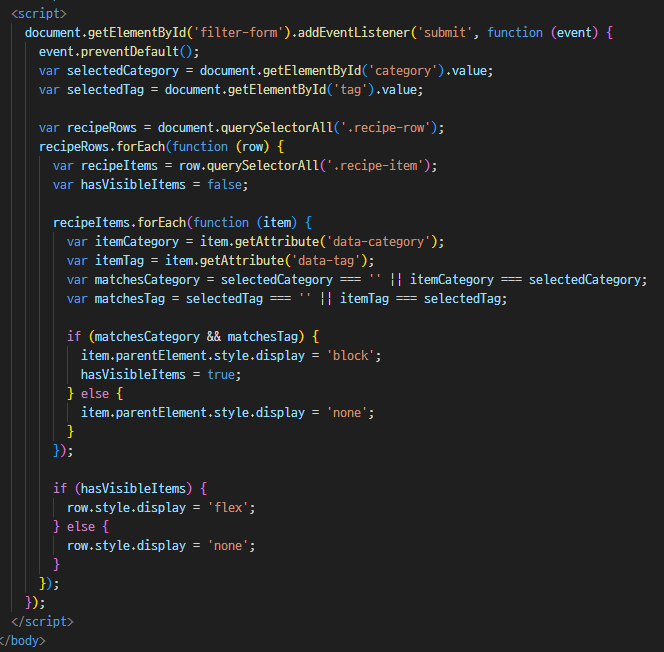 <script>
document.getElementById('filter-form').addEventListener('submit', function (event) {
event.preventDefault();
var selectedCategory = document.getElementById('category').value;
var selectedTag = document.getElementById('tag').value;
var recipeRows = document.querySelectorAll('.recipe-row');
recipeRows.forEach(function (row) {
var recipeItems = row.querySelectorAll('.recipe-item');
var hasVisibleItems = false;
recipeItems.forEach(function (item) {
var itemCategory = item.getAttribute('data-category');
var itemTag = item.getAttribute('data-tag');
var matchesCategory = selectedCategory === '' || itemCategory === selectedCategory;
var matchesTag = selectedTag === '' || itemTag === selectedTag;
if (matchesCategory && matchesTag) {
item.parentElement.style.display = 'block';
hasVisibleItems = true;
} else {
item.parentElement.style.display = 'none';
}
});
if (hasVisibleItems) {
row.style.display = 'flex';
} else {
row.style.display = 'none';
}
});
});
</script>
</body>